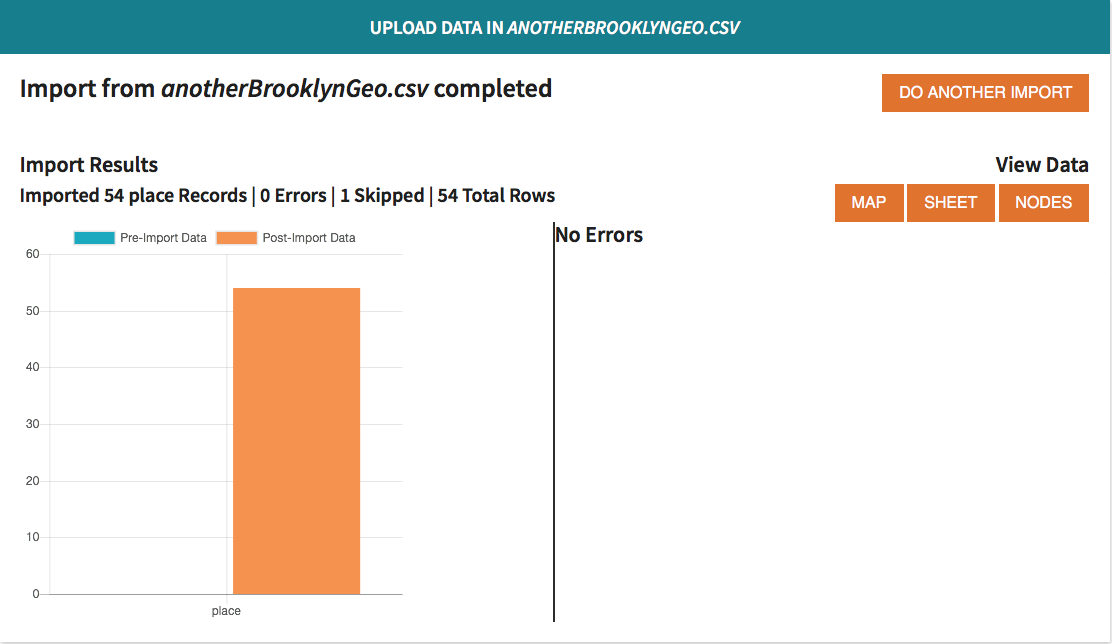 UPLOAD DATA IN ANOTHERBROOKLYNGEO.CSV
Import from anotherBrooklynGeo.csv completed
DO ANOTHER IMPORT
Import Results
View Data
Imported 54 place Records | 0 Errors | 1 Skipped | 54 Total Rows
MAP SHEET NODES
Pre-Import Data Post-Import Data
No Errors
60
50
40
30
20
10
0
place